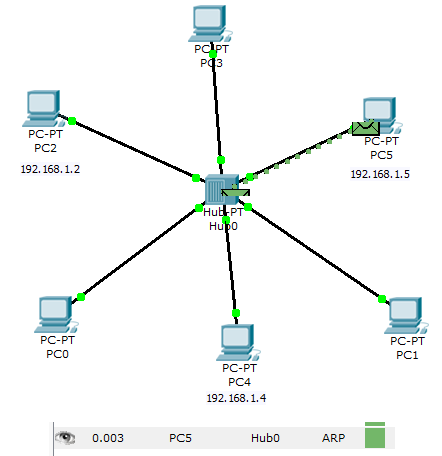 PC-PT
PC3
PC-PT
PC2
192.168.1.2
PC-PT
PC5
192.168.1.5
Hub-PT
Hub0
PC-PT
PC0
PC-PT
PC4
192.168.1.4
PC-PT
PC1
0.003 PC5 Hub0 ARP